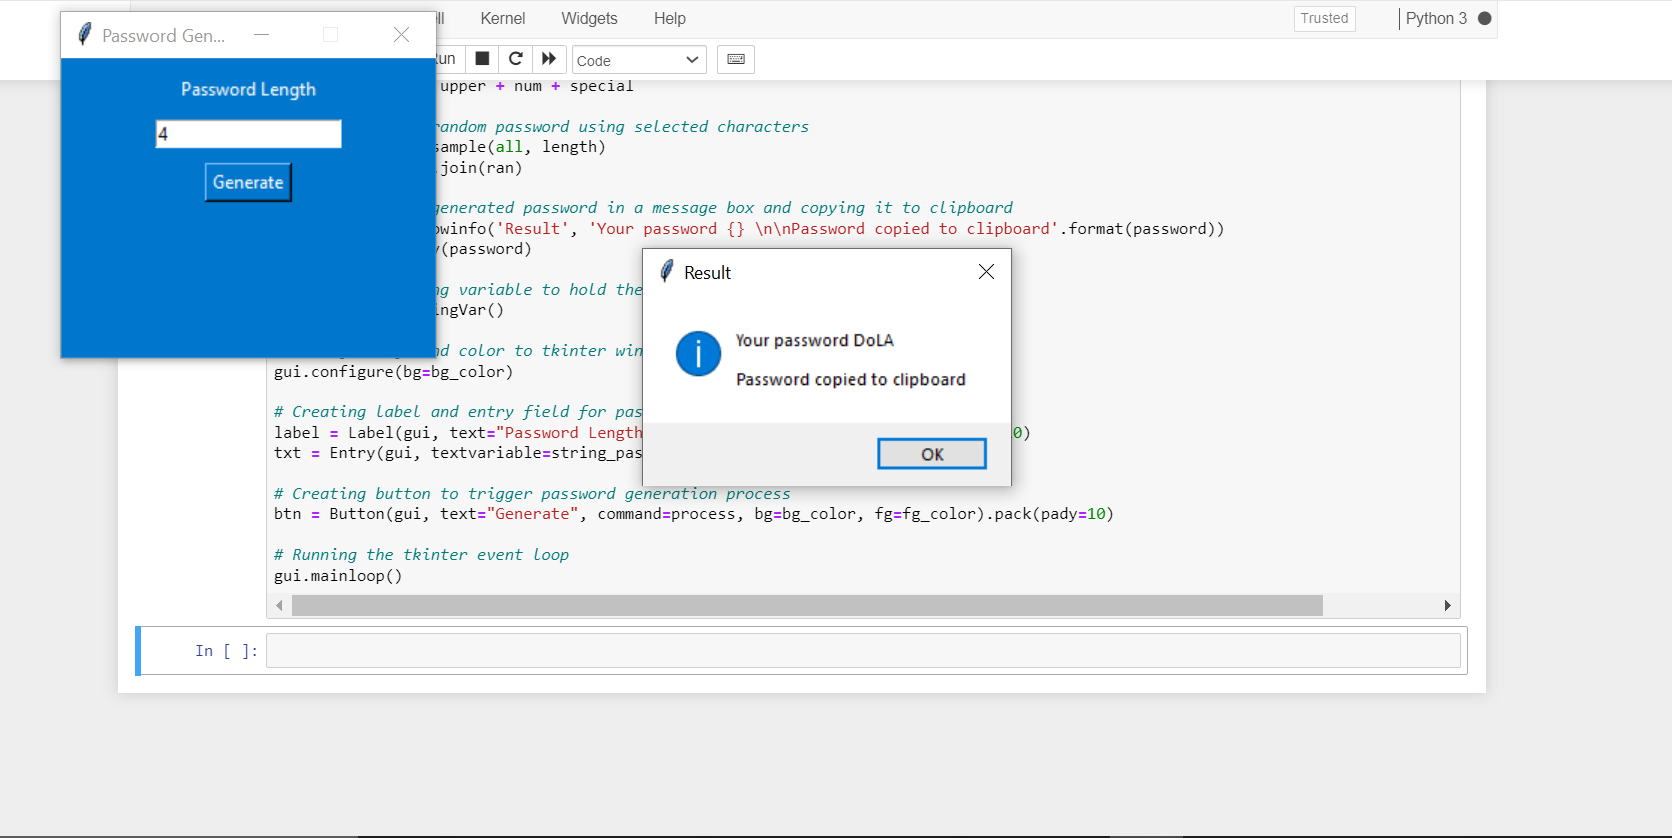 Password Gen...
Password Length
4
Generate
ell Kernel Widgets Help
Trusted Python 3
Run Code
upper + num + special
random password using selected characters
sample(all, length)
.join(ran)
generated password in a message box and copying it to clipboard
owinfo('Result', 'Your password {} \n\nPassword copied to clipboard'.format(password))
y(password)
ng variable to hold the
ingVar()
nd color to tkinter win
gui.configure(bg=bg_color)
# Creating label and entry field for pas
label = Label(gui, text="Password Length 0)
txt = Entry(gui, textvariable=string_pas
# Creating button to trigger password generation process
btn = Button(gui, text="Generate", command=process, bg=bg_color, fg=fg_color).pack(pady=10)
# Running the tkinter event loop
gui.mainloop()
Result
Your password DoLA
Password copied to clipboard
OK
In [ ]: